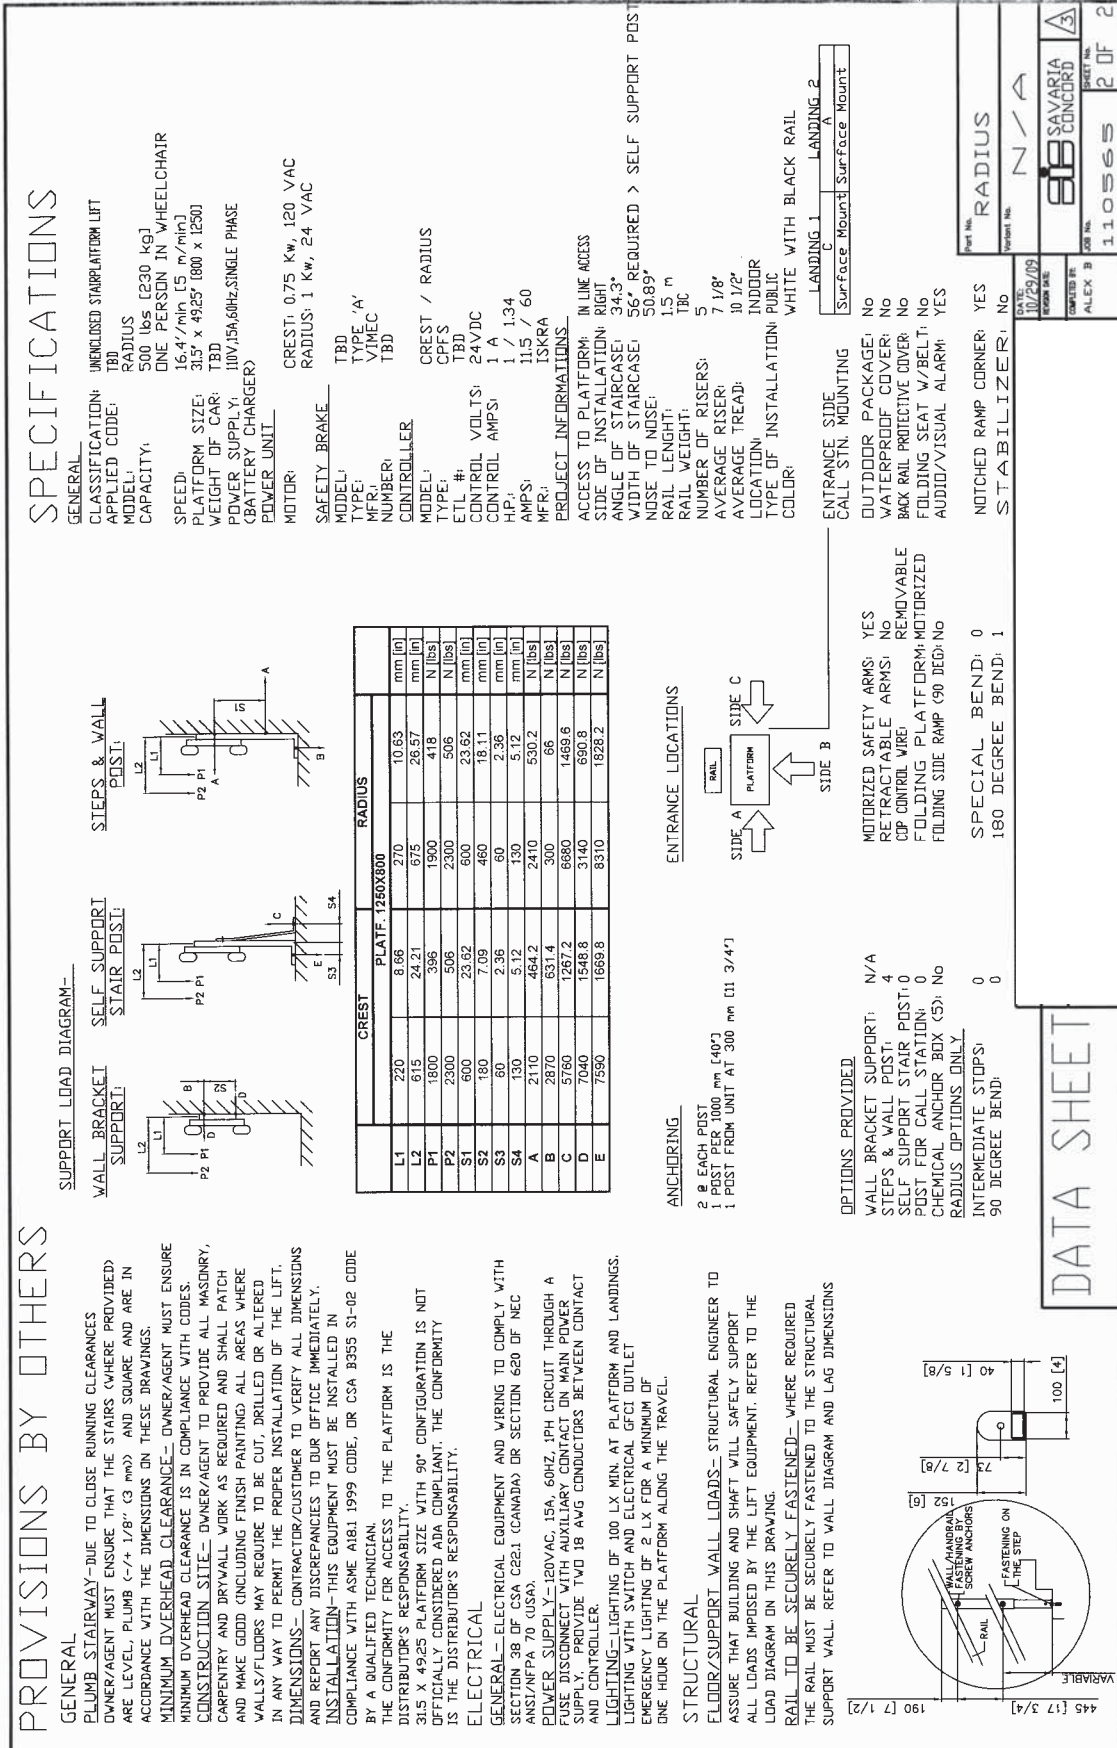 PROVISIONS BY OTHERS
GENERAL
PLUMB STAIRWAY-DUE TO CLOSE RUNNING CLEARANCES
OWNER/AGENT MUST ENSURE THAT THE STAIRS (WHERE PROVIDED)
ARE LEVEL, PLUMB (-/+ 1/8" (3 mm)) AND SQUARE AND ARE IN
ACCORDANCE WITH THE DIMENSIONS ON THESE DRAWINGS.
MINIMUM OVERHEAD CLEARANCE- OWNER/AGENT MUST ENSURE
MINIMUM OVERHEAD CLEARANCE IS IN COMPLIANCE WITH CODES.
CONSTRUCTION SITE- OWNER/AGENT TO PROVIDE ALL MASONRY,
CARPENTRY AND DRYWALL WORK AS REQUIRED AND SHALL PATCH
AND MAKE GOOD (INCLUDING FINISH PAINTING) ALL AREAS WHERE
WALLS/FLOORS MAY REQUIRE TO BE CUT, DRILLED OR ALTERED
IN ANY WAY TO PERMIT THE PROPER INSTALLATION OF THE LIFT.
DIMENSIONS- CONTRACTOR/CUSTOMER TO VERIFY ALL DIMENSIONS
AND REPORT ANY DISCREPANCIES TO OUR OFFICE IMMEDIATELY.
INSTALLATION-THIS EQUIPMENT MUST BE INSTALLED IN
COMPLIANCE WITH ASME A18.1 1999 CODE, OR CSA B355 S1-02 CODE
BY A QUALIFIED TECHNICIAN.
THE CONFORMITY FOR ACCESS TO THE PLATFORM IS THE
DISTRIBUTOR'S RESPONSABILITY.
31.5 X 49.25 PLATFORM SIZE WITH 90° CONFIGURATION IS NOT
OFFICIALLY CONSIDERED ADA COMPLIANT. THE CONFORMITY
IS THE DISTRIBUTOR'S RESPONSABILITY.
ELECTRICAL
GENERAL-ELECTRICAL EQUIPMENT AND WIRING TO COMPLY WITH
SECTION 38 OF CSA C22.1 (CANADA) OR SECTION 620 OF NEC
ANSI/NFPA 70 (USA).
POWER SUPPLY-120VAC, 15A, 60HZ, 1PH CIRCUIT THROUGH A
FUSE DISCONNECT WITH AUXILIARY CONTACT ON MAIN POWER
SUPPLY. PROVIDE TWO 18 AWG CONDUCTORS BETWEEN CONTACT
AND CONTROLLER.
LIGHTING-LIGHTING OF 100 LX MIN. AT PLATFORM AND LANDINGS.
LIGHTING WITH SWITCH AND ELECTRICAL GFCI OUTLET
EMERGENCY LIGHTING OF 2 LX FOR A MINIMUM OF
ONE HOUR ON THE PLATFORM ALONG THE TRAVEL.
STRUCTURAL
FLOOR/SUPPORT WALL LOADS- STRUCTURAL ENGINEER TO
ASSURE THAT BUILDING AND SHAFT WILL SAFELY SUPPORT
ALL LOADS IMPOSED BY THE LIFT EQUIPMENT. REFER TO THE
LOAD DIAGRAM ON THIS DRAWING.
RAIL TO BE SECURELY FASTENED- WHERE REQUIRED
THE RAIL MUST BE SECURELY FASTENED TO THE STRUCTURAL
SUPPORT WALL. REFER TO WALL DIAGRAM AND LAG DIMENSIONS
445 [17 3/4]
190 [7 1/2]
VARIABLE
RAIL
WALL/HANDRAIL
FASTENING BY
SCREW ANCHORS
FASTENING ON
THE STEP
152 [6]
73 [2 7/8]
40 [1 5/8]
100 [4]
SUPPORT LOAD DIAGRAM-
WALL BRACKET
SUPPORT:
L2
L1
P2 P1
B
S2
D
D
SELF SUPPORT
STAIR POST:
L2
L1
P2 P1
C
E
S3
S4
STEPS & WALL
POST:
L2
L1
P2 P1
A
S1
A
B
CREST RADIUS
PLATF. 1250X800
L1 220 8.66 270 10.63 mm [in]
L2 615 24.21 675 26.57 mm [in]
P1 1800 396 1900 418 N [lbs]
P2 2300 506 2300 506 N [lbs]
S1 600 23.62 600 23.62 mm [in]
S2 180 7.09 460 18.11 mm [in]
S3 60 2.36 60 2.36 mm [in]
S4 130 5.12 130 5.12 mm [in]
A 2110 464.2 2410 530.2 N [lbs]
B 2870 631.4 300 66 N [lbs]
C 5760 1267.2 6680 1469.6 N [lbs]
D 7040 1548.8 3140 690.8 N [lbs]
E 7590 1669.8 8310 1828.2 N [lbs]
ANCHORING
2 @ EACH POST
1 POST PER 1000 mm [40"]
1 POST FROM UNIT AT 300 mm [11 3/4"]
ENTRANCE LOCATIONS
RAIL
PLATFORM
SIDE A
SIDE C
SIDE B
OPTIONS PROVIDED
WALL BRACKET SUPPORT: N/A
STEPS & WALL POST: 4
SELF SUPPORT STAIR POST: 0
POST FOR CALL STATION: 0
CHEMICAL ANCHOR BOX (5): No
RADIUS OPTIONS ONLY
INTERMEDIATE STOPS: 0
90 DEGREE BEND: 0
MOTORIZED SAFETY ARMS: YES
RETRACTABLE ARMS: No
COP CONTROL WIRE: REMOVABLE
FOLDING PLATFORM: MOTORIZED
FOLDING SIDE RAMP (90 DEG): No
SPECIAL BEND: 0
180 DEGREE BEND: 1
SPECIFICATIONS
GENERAL
CLASSIFICATION: UNENCLOSED STAIRPLATFORM LIFT
APPLIED CODE: TBD
MODEL: RADIUS
CAPACITY: 500 lbs [230 kg]
ONE PERSON IN WHEELCHAIR
SPEED: 16.4'/min [5 m/min]
PLATFORM SIZE: 31.5" x 49.25" [800 x 1250]
WEIGHT OF CAR: TBD
POWER SUPPLY: 110V,15A,60Hz,SINGLE PHASE
(BATTERY CHARGER)
POWER UNIT
MOTOR: CREST: 0.75 Kw, 120 VAC
RADIUS: 1 Kw, 24 VAC
SAFETY BRAKE
MODEL: TBD
TYPE: TYPE 'A'
MFR.: VIMEC
NUMBER: TBD
CONTROLLER
MODEL: CREST / RADIUS
TYPE: CPFS
ETL #: TBD
CONTROL VOLTS: 24VDC
CONTROL AMPS: 1 A
H.P.: 1 / 1.34
AMPS: 11.5 / 60
MFR.: ISKRA
PROJECT INFORMATIONS
ACCESS TO PLATFORM: IN LINE ACCESS
SIDE OF INSTALLATION: RIGHT
ANGLE OF STAIRCASE: 34.3°
WIDTH OF STAIRCASE: 56" REQUIRED > SELF SUPPORT POST
NOSE TO NOSE: 50.89"
RAIL LENGHT: 15 m
RAIL WEIGHT: TBC
NUMBER OF RISERS: 5
AVERAGE RISER: 7 1/8"
AVERAGE TREAD: 10 1/2"
LOCATION: INDOOR
TYPE OF INSTALLATION: PUBLIC
COLOR: WHITE WITH BLACK RAIL
LANDING 1 LANDING 2
ENTRANCE SIDE C A
CALL STN. MOUNTING Surface Mount Surface Mount
OUTDOOR PACKAGE: No
WATERPROOF COVER: No
BACK RAIL PROTECTIVE COVER: No
FOLDING SEAT W/BELT: No
AUDIO/VISUAL ALARM: YES
NOTCHED RAMP CORNER: YES
STABILIZER: No
DATA SHEET
DATE:
10/29/09
REVISION DATE:
COMPLETED BY:
ALEX B
Part No.
RADIUS
Variant No.
N/A
SAVARIA
CONCORD
3
JOB No.
110565
SHEET No.
2 OF 2